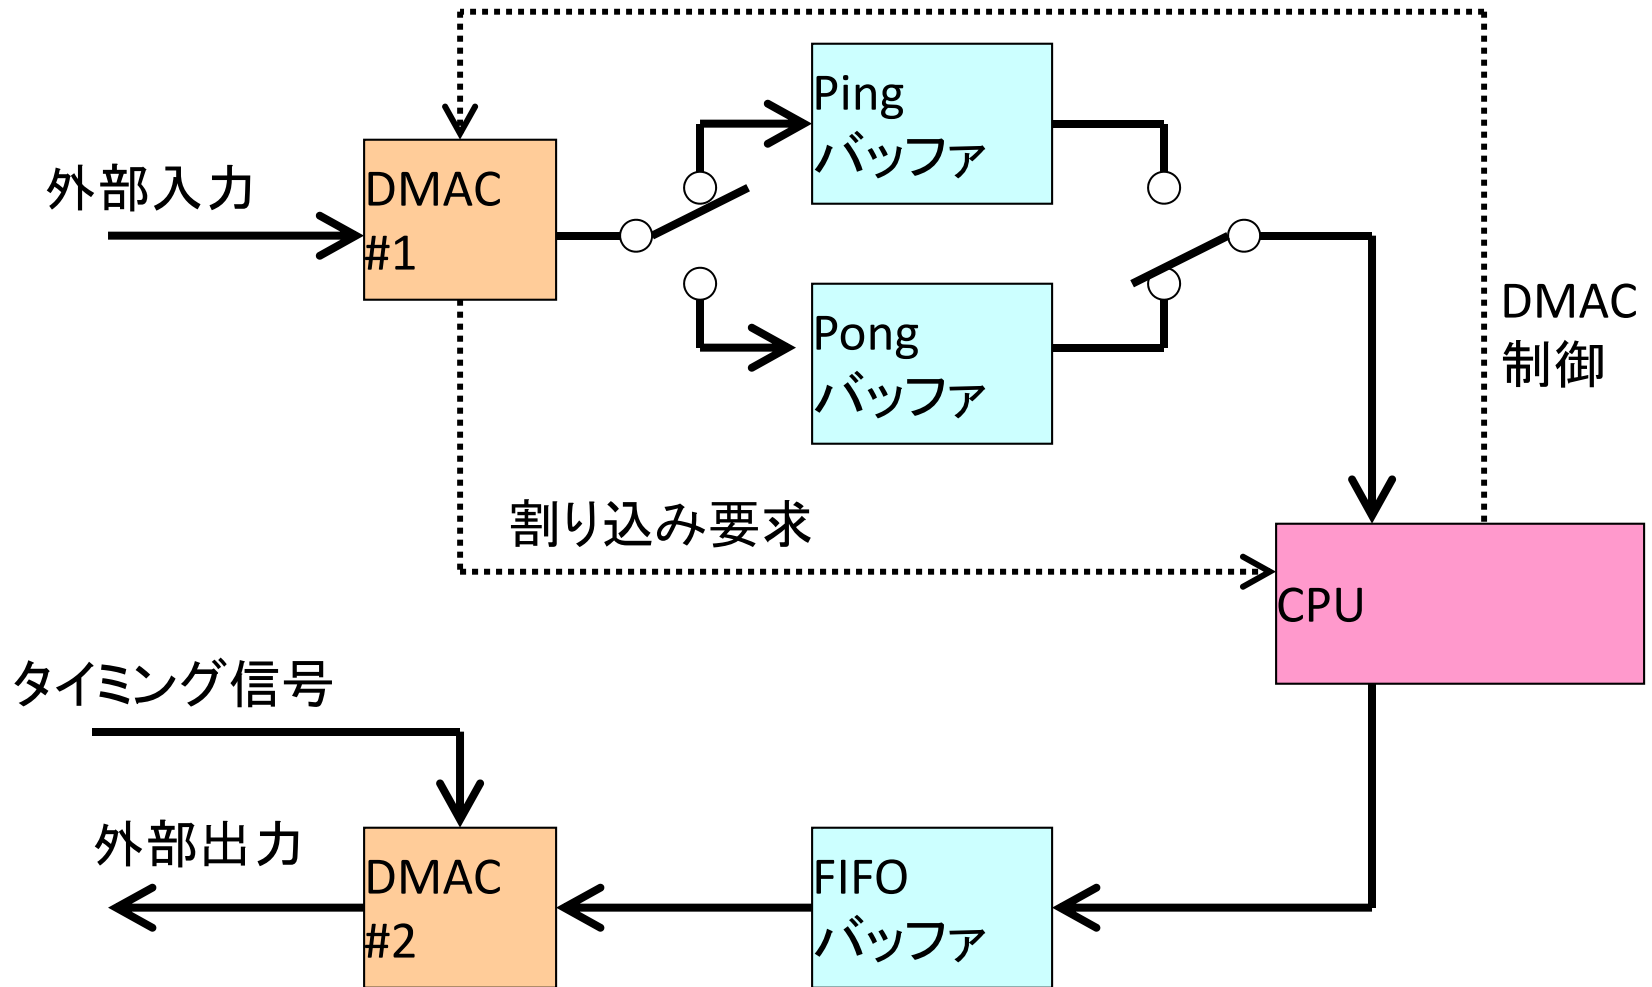 Ping
バッファ
外部入力
DMAC
#1
Pong
バッファ
DMAC
制御
割り込み要求
CPU
タイミング信号
外部出力
DMAC
#2
FIFO
バッファ